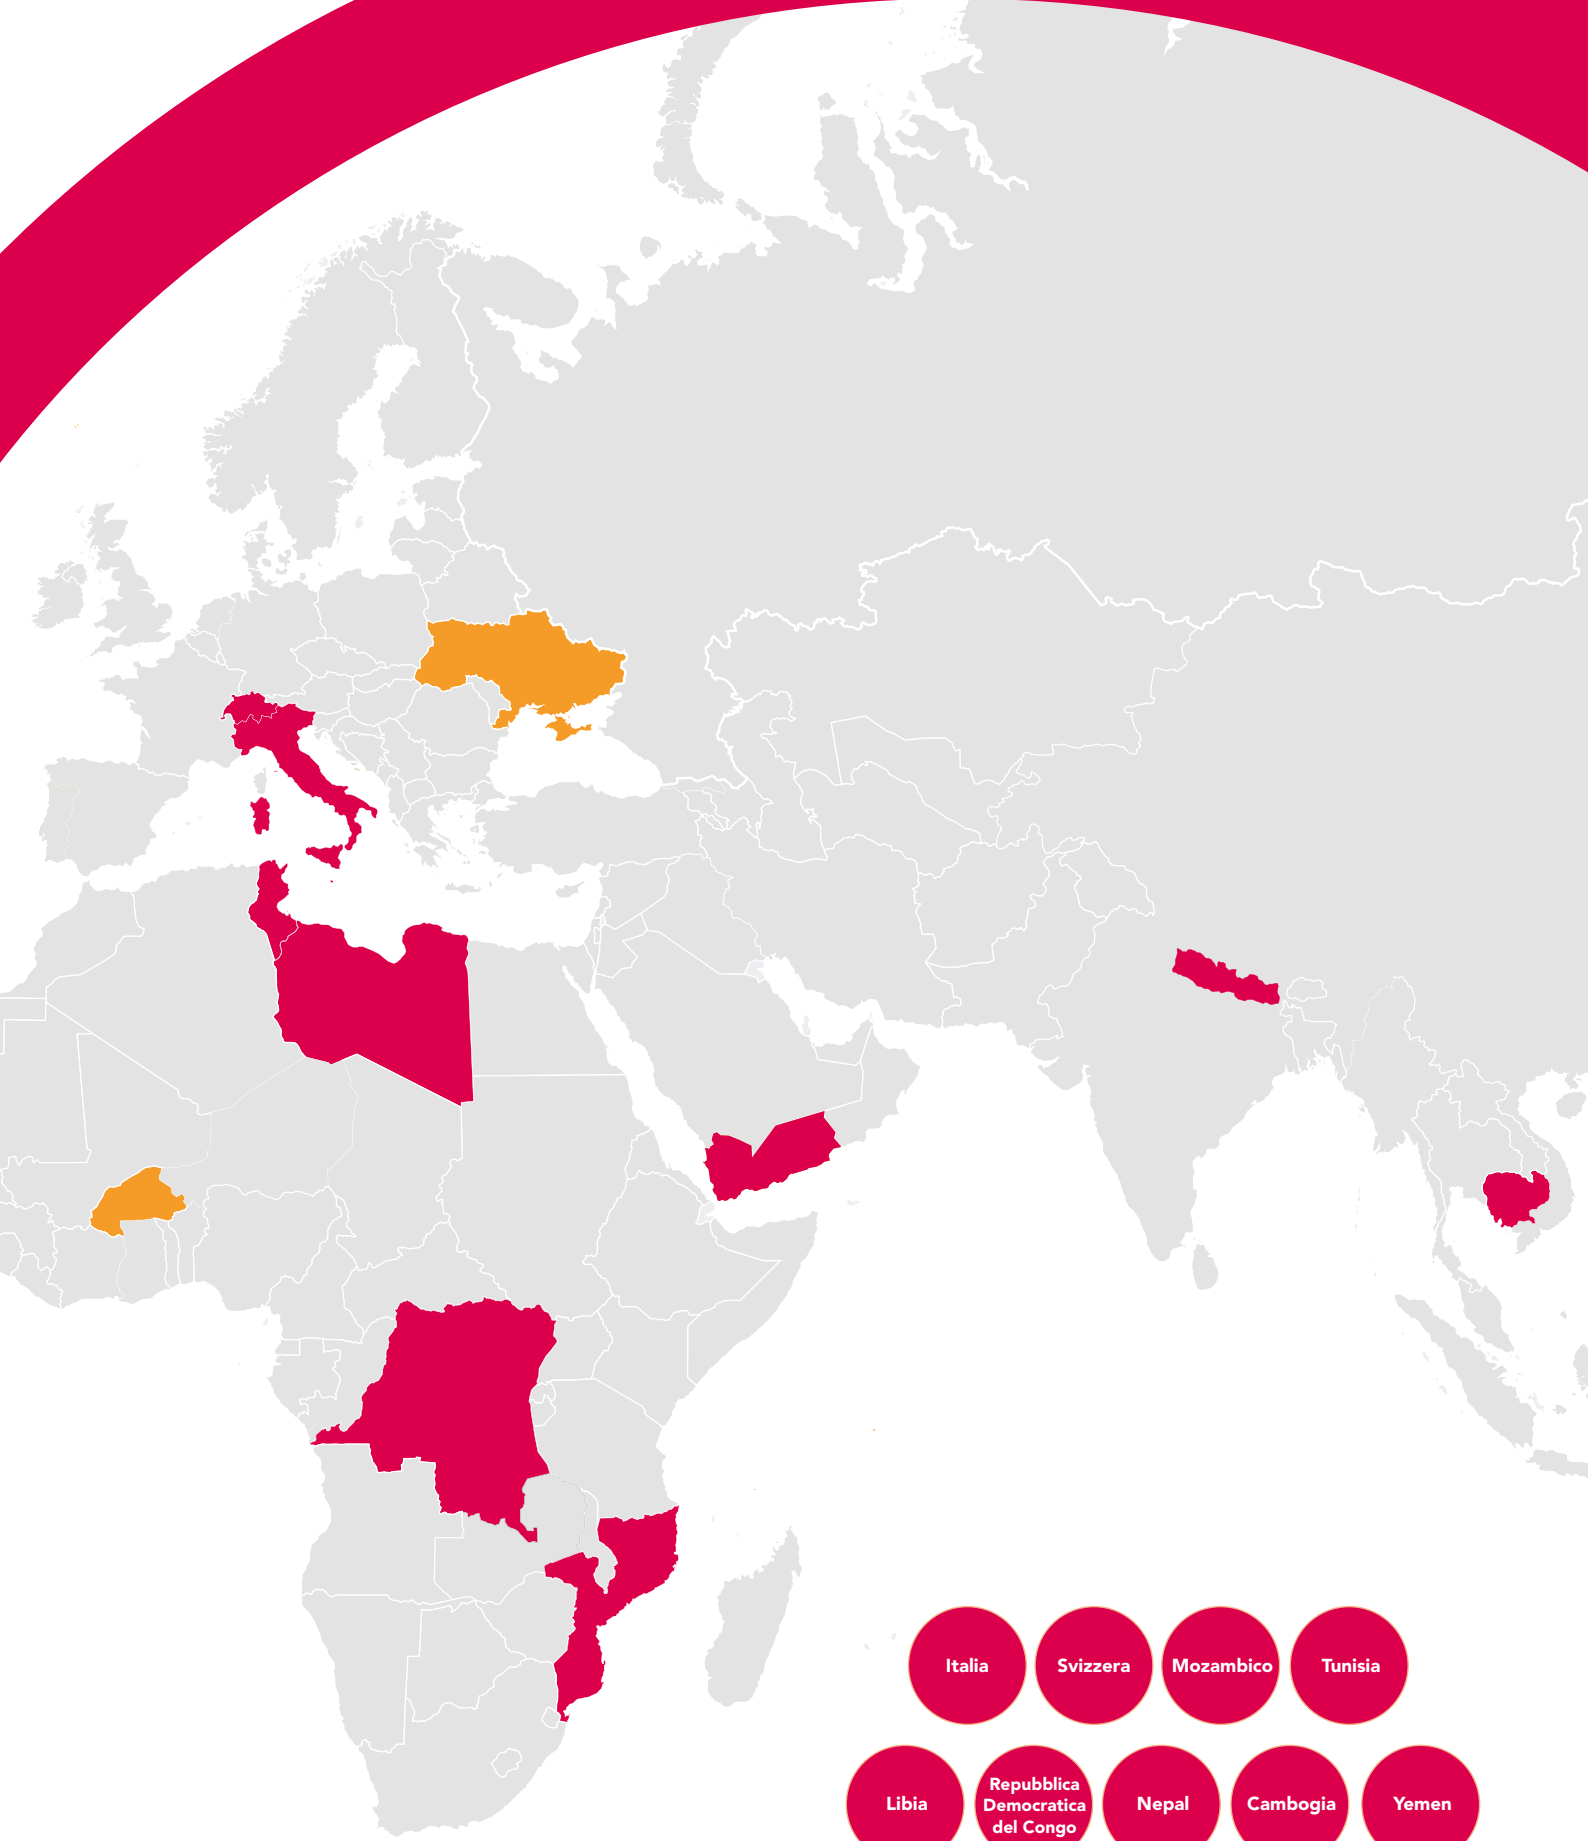 Italia
Svizzera
Mozambico
Tunisia
Libia
Repubblica
Democratica
del Congo
Nepal
Cambogia
Yemen